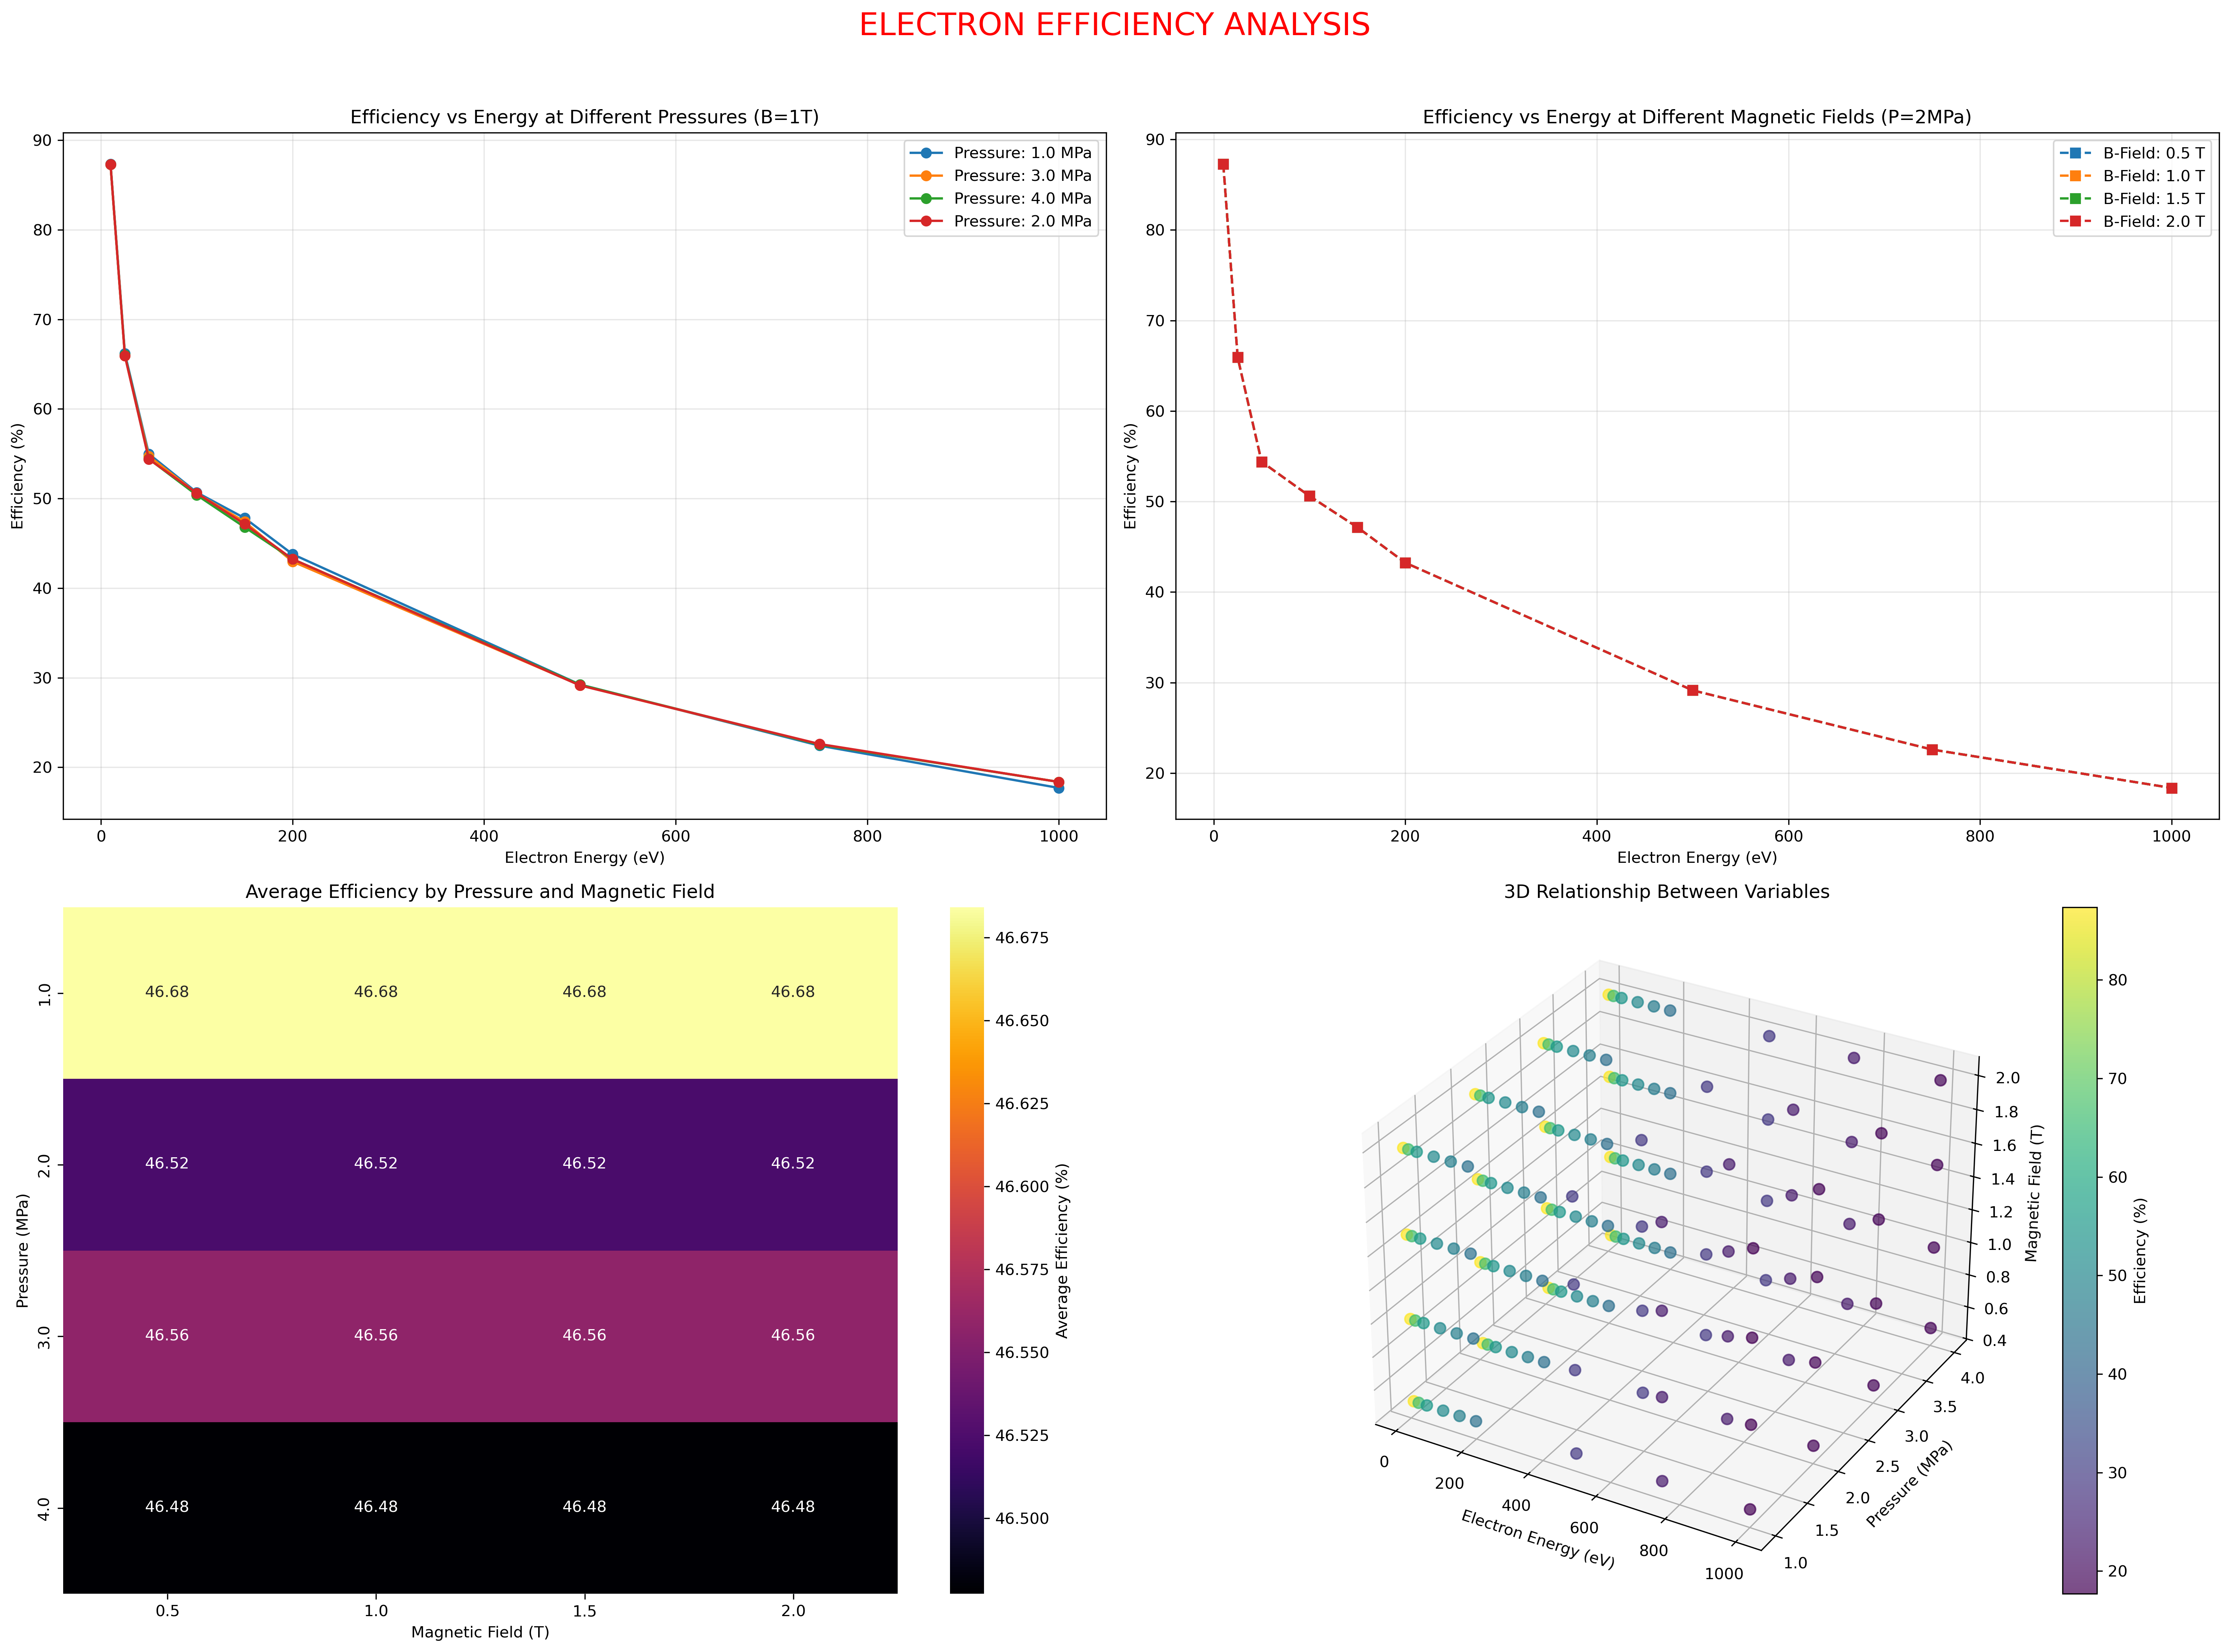 ELECTRON EFFICIENCY ANALYSIS
Efficiency vs Energy at Different Pressures (B=1T)
90
80
70
60
50
40
30
20
Efficiency (%)
0 200 400 600 800 1000
Electron Energy (eV)
Pressure: 1.0 MPa
Pressure: 3.0 MPa
Pressure: 4.0 MPa
Pressure: 2.0 MPa
Efficiency vs Energy at Different Magnetic Fields (P=2MPa)
90
80
70
60
50
40
30
20
Efficiency (%)
0 200 400 600 800 1000
Electron Energy (eV)
B-Field: 0.5 T
B-Field: 1.0 T
B-Field: 1.5 T
B-Field: 2.0 T
Average Efficiency by Pressure and Magnetic Field
Pressure (MPa)
1.0 46.68 46.68 46.68 46.68
2.0 46.52 46.52 46.52 46.52
3.0 46.56 46.56 46.56 46.56
4.0 46.48 46.48 46.48 46.48
0.5 1.0 1.5 2.0
Magnetic Field (T)
46.675
46.650
46.625
46.600
46.575
46.550
46.525
46.500
Average Efficiency (%)
3D Relationship Between Variables
0 200 400 600 800 1000
Electron Energy (eV)
1.0 1.5 2.0 2.5 3.0 3.5 4.0
Pressure (MPa)
2.0
1.8
1.6
1.4
1.2
1.0
0.8
0.6
0.4
Magnetic Field (T)
80
70
60
50
40
30
20
Efficiency (%)